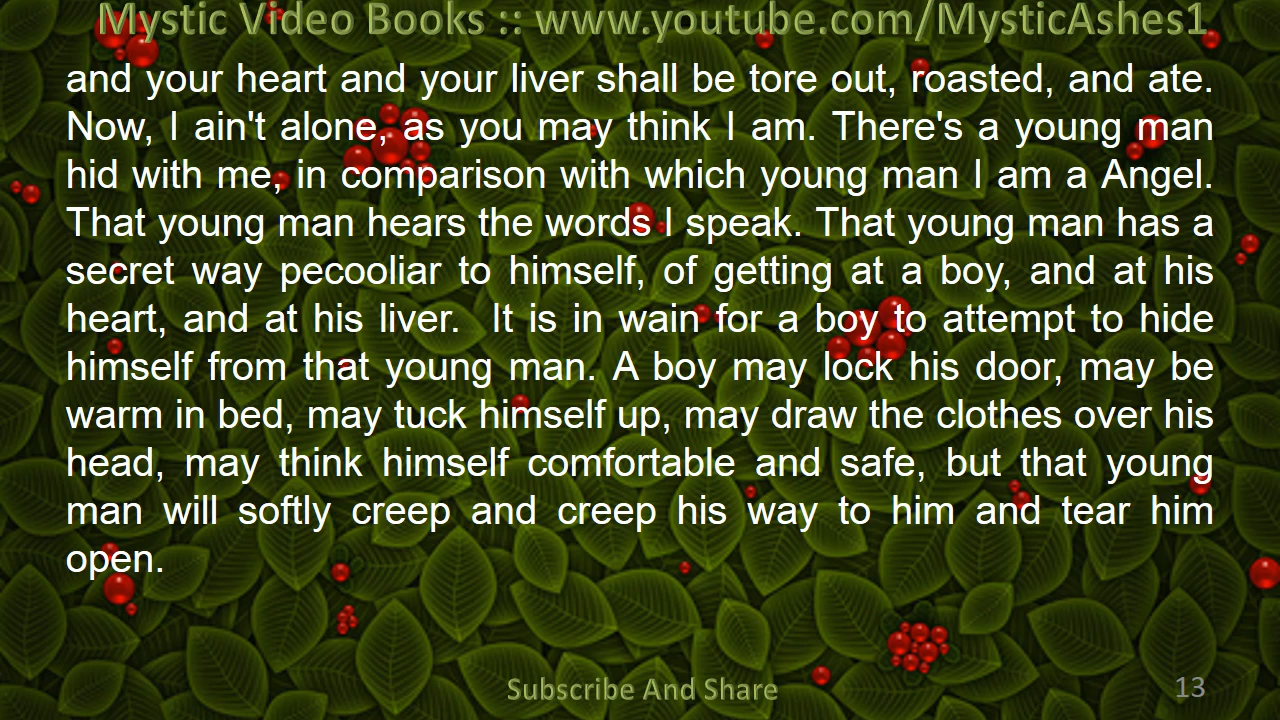 Mystic Video Books :: www.youtube.com/MysticAshes1
and your heart and your liver shall be tore out, roasted, and ate.
Now, I ain't alone, as you may think I am. There's a young man
hid with me, in comparison with which young man I am a Angel.
That young man hears the words I speak. That young man has a
secret way pecooliar to himself, of getting at a boy, and at his
heart, and at his liver.  It is in wain for a boy to attempt to hide
himself from that young man. A boy may lock his door, may be
warm in bed, may tuck himself up, may draw the clothes over his
head, may think himself comfortable and safe, but that young
man will softly creep and creep his way to him and tear him
open.
Subscribe And Share
13